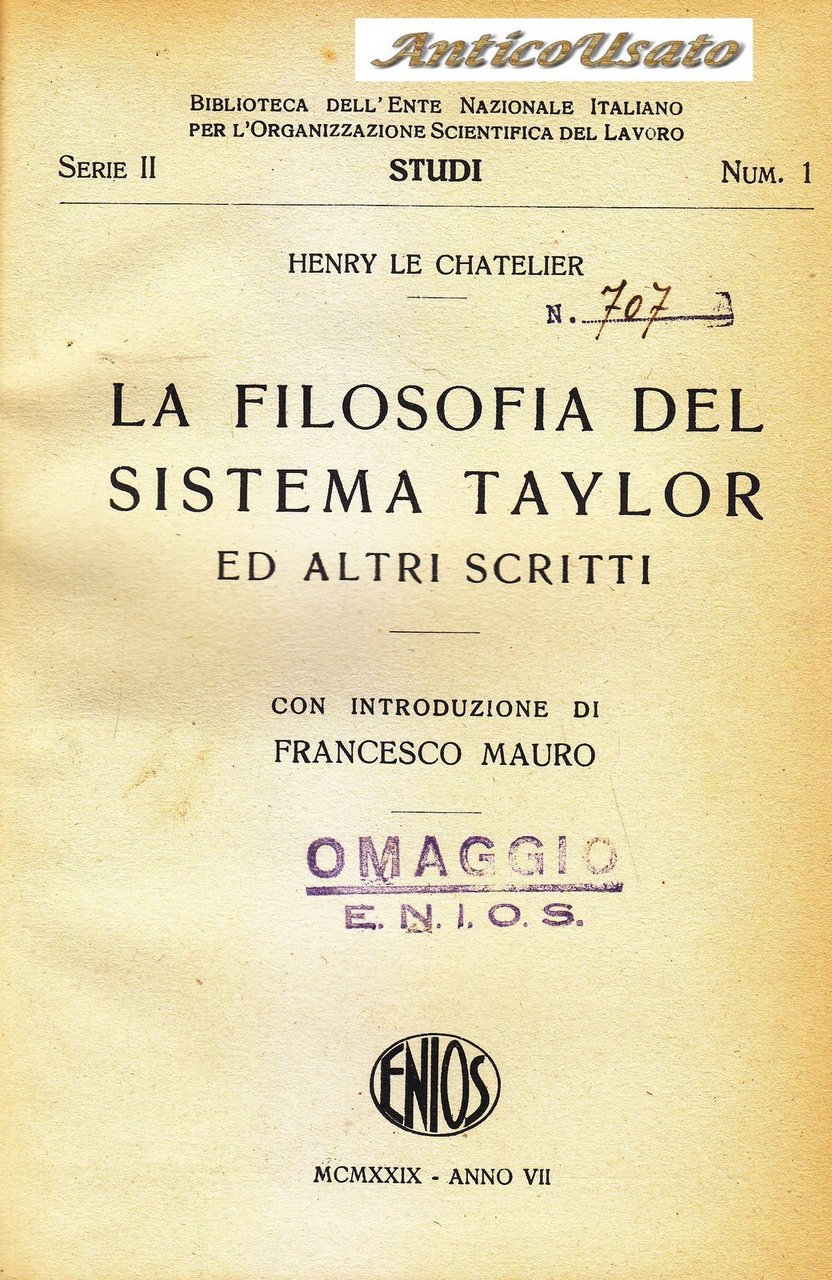 AnticoUsato
BIBLIOTECA DELL'ENTE NAZIONALE ITALIANO
PER L'ORGANIZZAZIONE SCIENTIFICA DEL LAVORO
SERIE II STUDI NUM. 1
HENRY LE CHATELIER
N. 707
LA FILOSOFIA DEL
SISTEMA TAYLOR
ED ALTRI SCRITTI
CON INTRODUZIONE DI
FRANCESCO MAURO
OMAGGIO
E. N. I. O. S.
ENIOS
MCMXXIX - ANNO VII